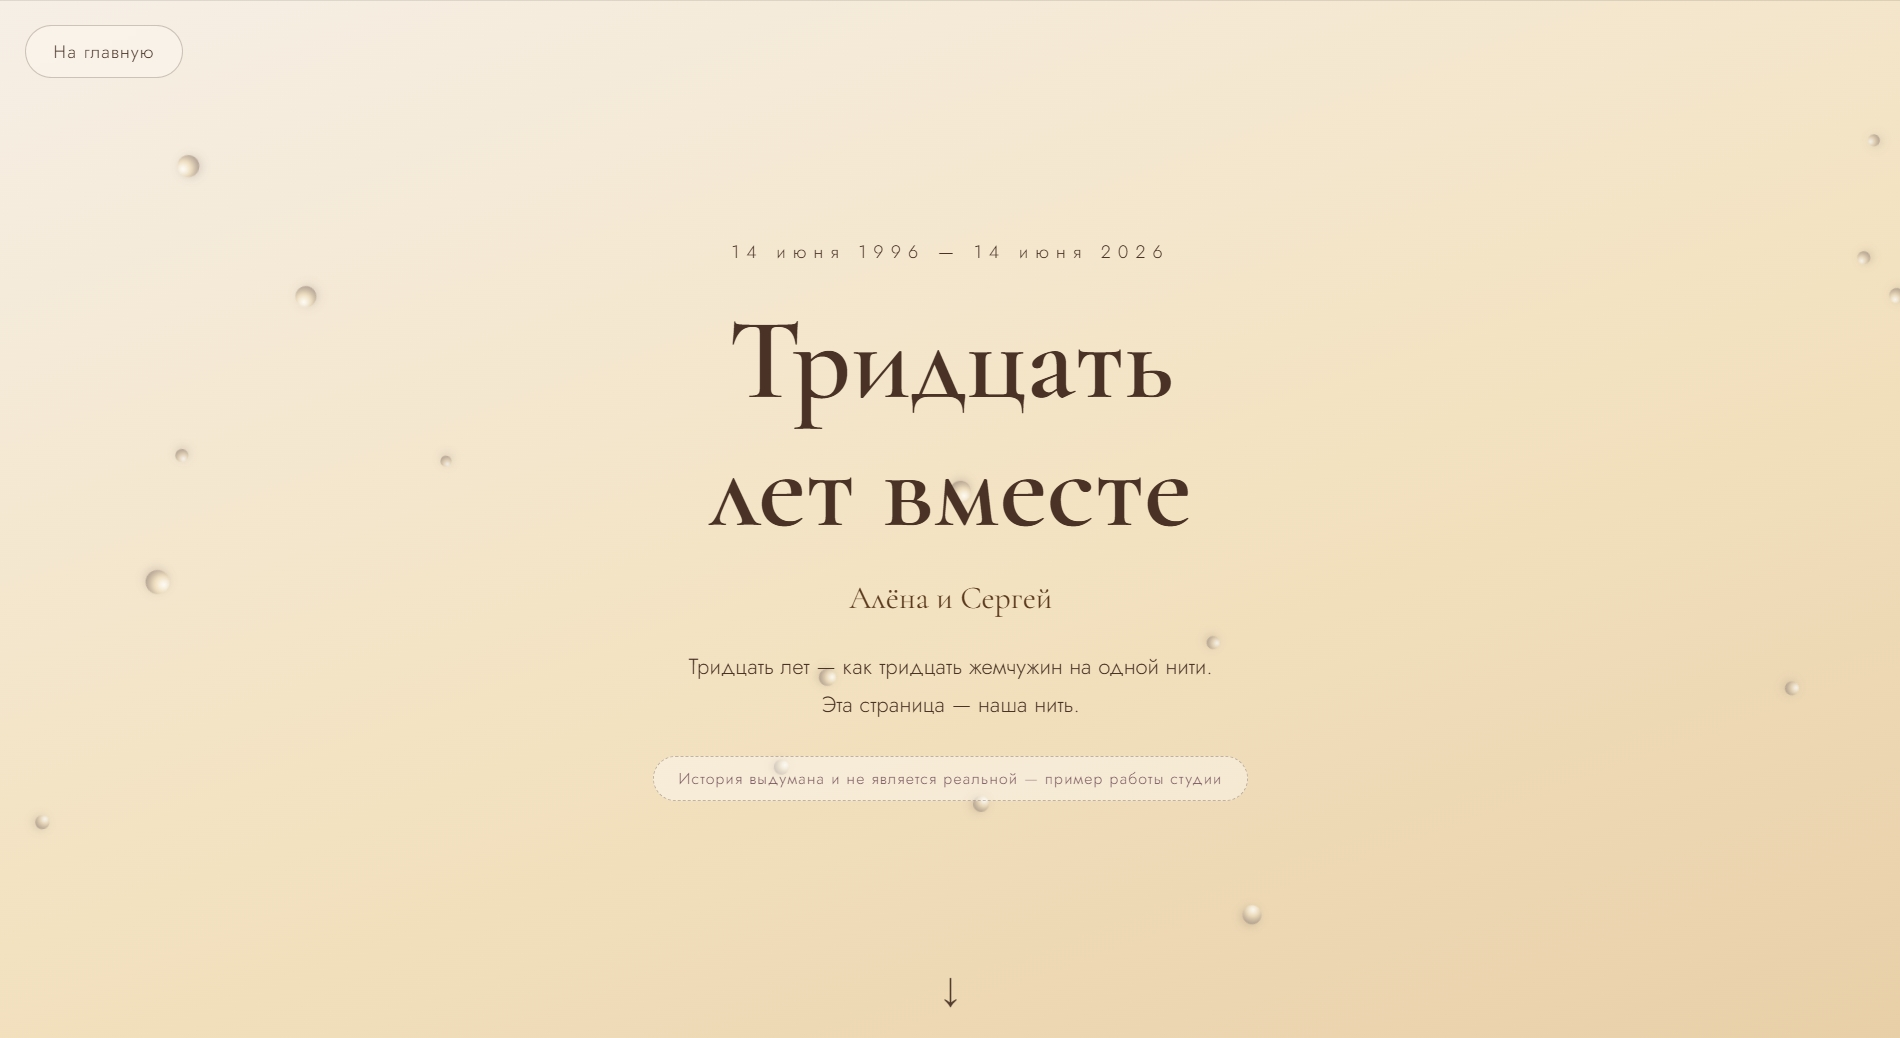 На главную
14 июня 1996 — 14 июня 2026
Тридцать
лет вместе
Алёна и Сергей
Тридцать лет — как тридцать жемчужин на одной нити.
Эта страница — наша нить.
История выдумана и не является реальной — пример работы студии
↓